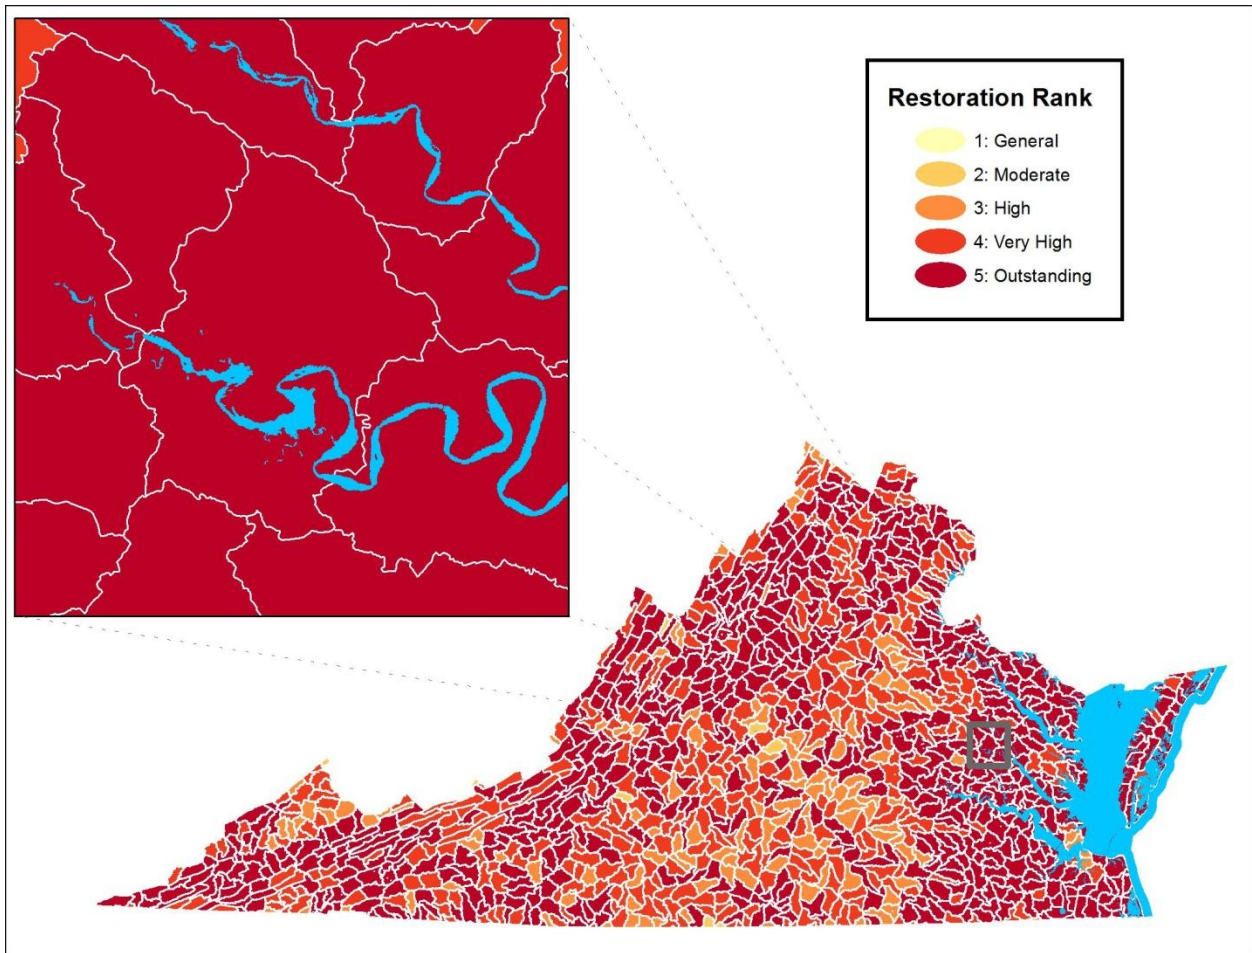 Restoration Rank
1: General
2: Moderate
3: High
4: Very High
5: Outstanding